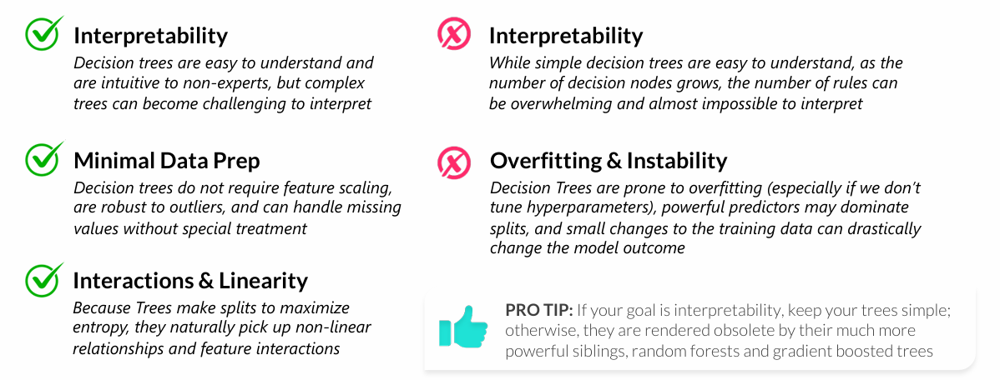 Interpretability
Decision trees are easy to understand and
are intuitive to non-experts, but complex
trees can become challenging to interpret
Minimal Data Prep
Decision trees do not require feature scaling,
are robust to outliers, and can handle missing
values without special treatment
Interactions & Linearity
Because Trees make splits to maximize
entropy, they naturally pick up non-linear
relationships and feature interactions
Interpretability
While simple decision trees are easy to understand, as the
number of decision nodes grows, the number of rules can
be overwhelming and almost impossible to interpret
Overfitting & Instability
Decision Trees are prone to overfitting (especially if we don't
tune hyperparameters), powerful predictors may dominate
splits, and small changes to the training data can drastically
change the model outcome
PRO TIP: If your goal is interpretability, keep your trees simple;
otherwise, they are rendered obsolete by their much more
powerful siblings, random forests and gradient boosted trees